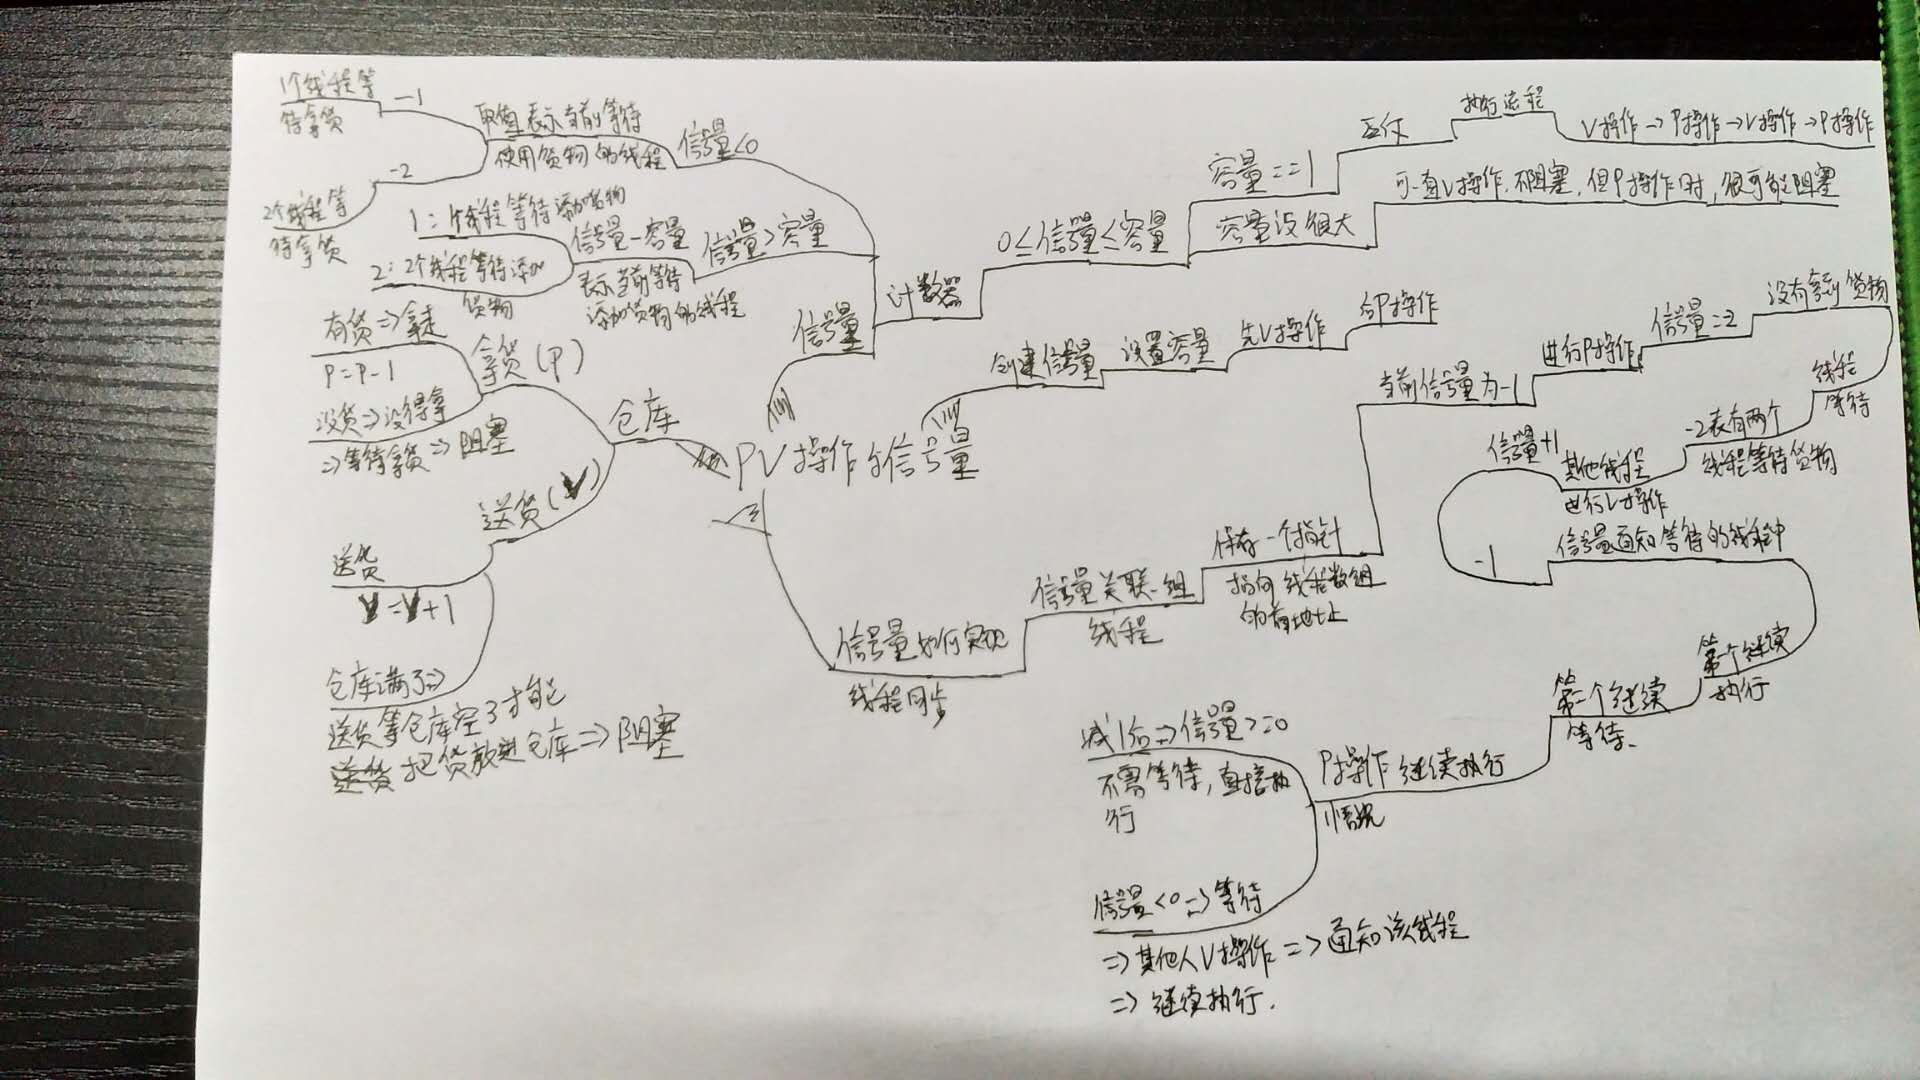 PV操作与信号量
仓库
拿货(P)
有货⇒拿走
P=P-1
没货⇒没得拿
⇒等待拿货⇒阻塞
送货(V)
送货
V=V+1
仓库满了⇒
送货等仓库空了才能
把货放进仓库⇒阻塞
信号量
计数器
信号量<0
取值表示当前等待
使用货物的线程
-1
1个线程等
待拿货
-2
2个线程等
待拿货
信号量>容量
信号量-容量
表示当前等待
添加货物的线程
1:1个线程等待添加货物
2:2个线程等待添加
货物
0≤信号量≤容量
容量==1
互斥
执行流程
V操作→P操作→V操作→P操作
容量设很大
可一直V操作,不阻塞,但P操作时,很可能阻塞
创建信号量
设置容量
先V操作
后P操作
信号量如何实现
线程同步
信号量关联一组
线程
保存一个指针
指向线程数组
的首地址
当前信号量为-1
进行P操作
信号量=-2
没有拿到货物
线程
等待
-2表有两个
线程等待货物
其他线程
进行V操作
信号量+1
-1
信号量通知等待的线程中
第一个继续
执行
第二个继续
等待、
P操作继续执行
情况
减1后⇒信号量>=0
不需等待,直接执
行
信号量<0⇒等待
⇒其他人V操作⇒通知该线程
⇒继续执行.